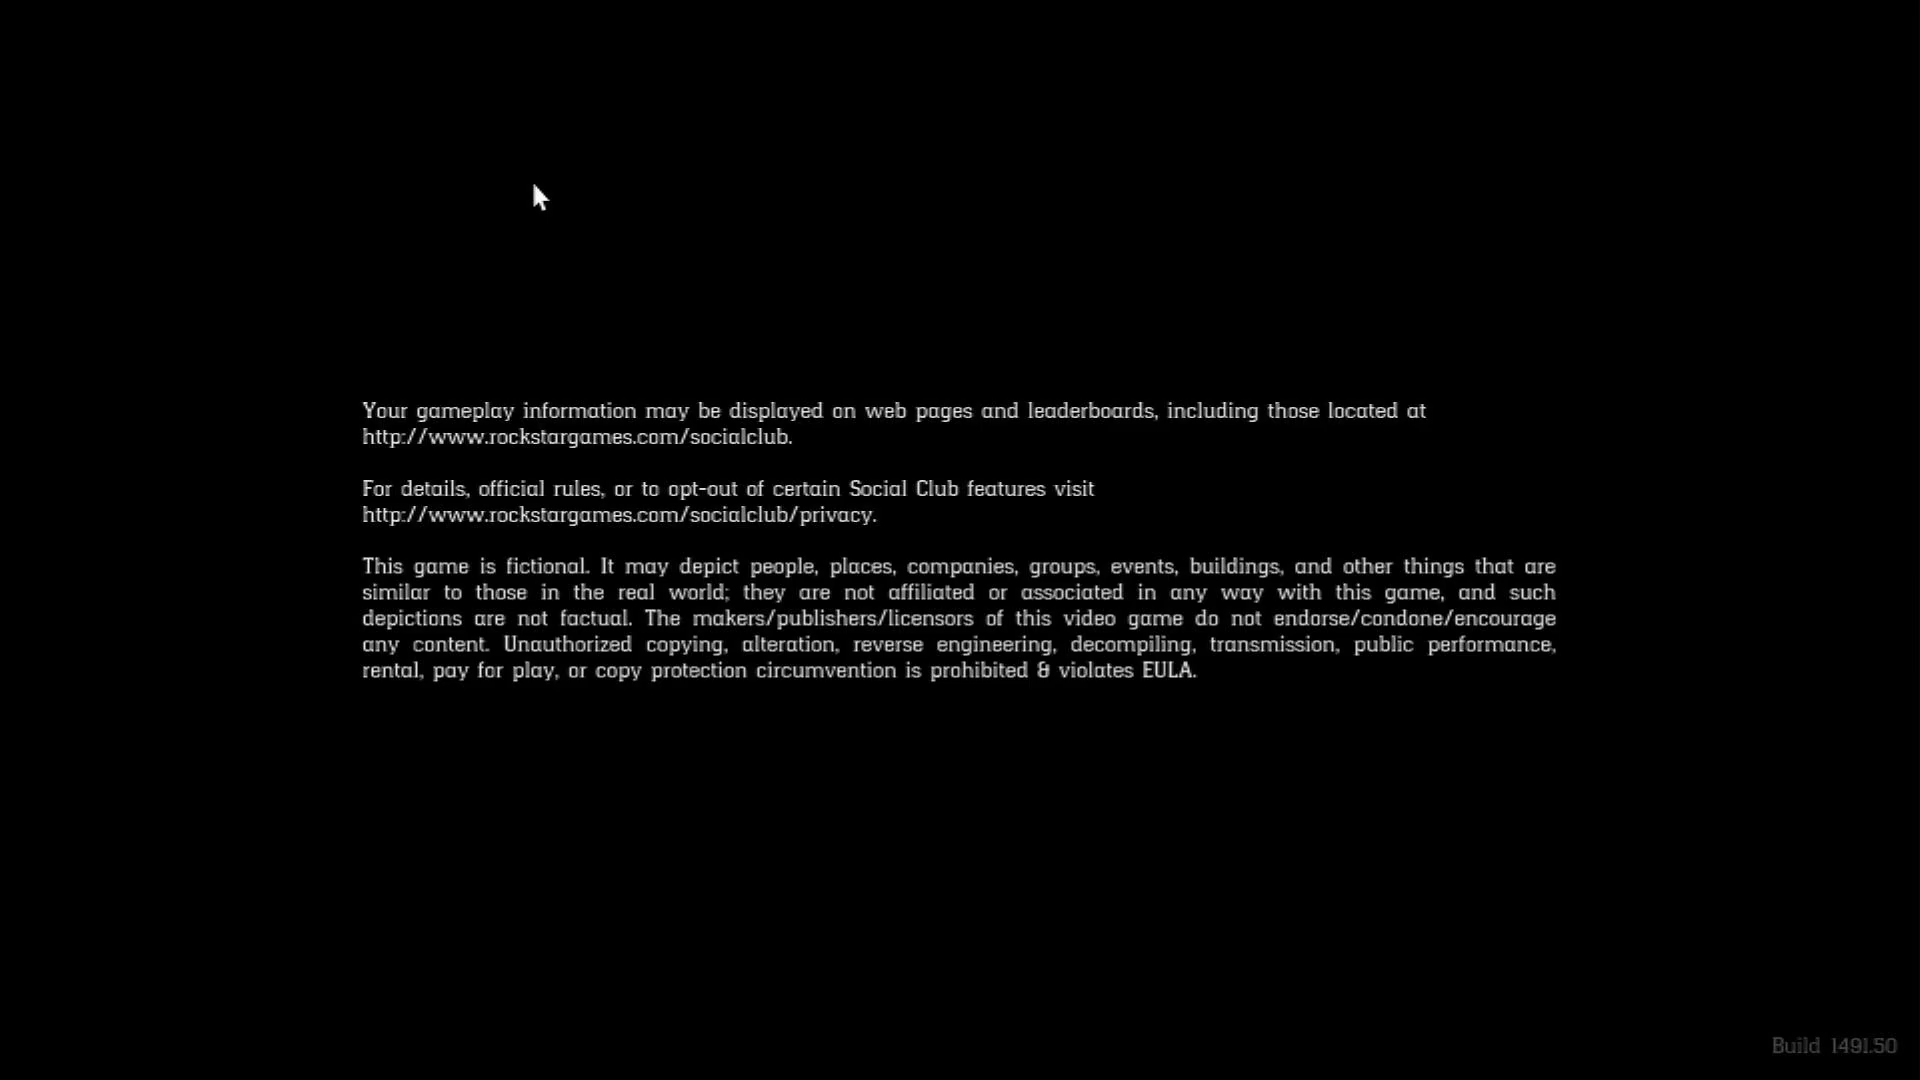 Your gameplay information may be displayed on web pages and leaderboards, including those located at
http://www.rockstargames.com/socialclub.
For details, official rules, or to opt-out of certain Social Club features visit
http://www.rockstargames.com/socialclub/privacy.
This game is fictional. It may depict people, places, companies, groups, events, buildings, and other things that are
similar to those in the real world; they are not affiliated or associated in any way with this game, and such
depictions are not factual. The makers/publishers/licensors of this video game do not endorse/condone/encourage
any content. Unauthorized copying, alteration, reverse engineering, decompiling, transmission, public performance,
rental, pay for play, or copy protection circumvention is prohibited & violates EULA.
Build 1491.50